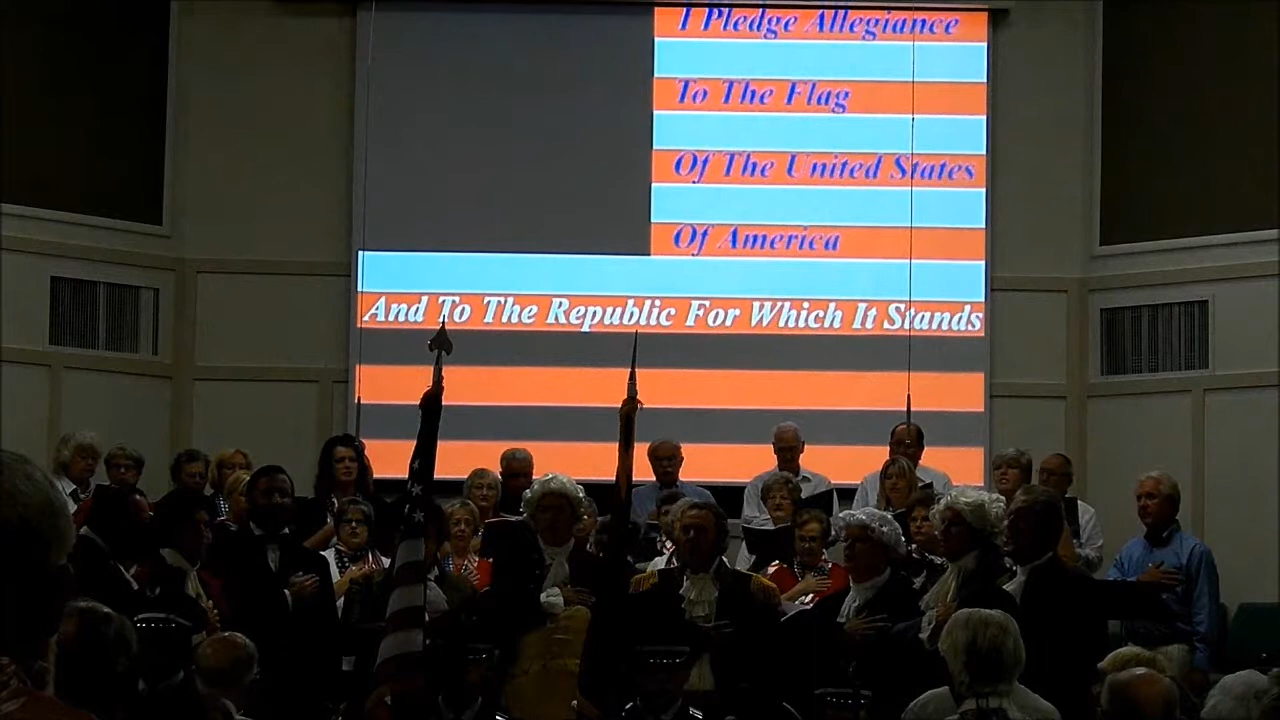 I Pledge Allegiance
To The Flag
Of The United States
Of America
And To The Republic For Which It Stands